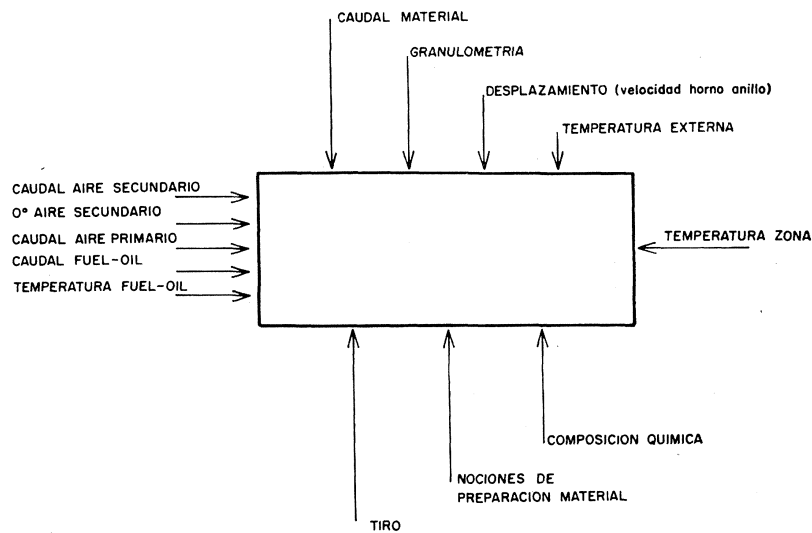 CAUDAL MATERIAL
GRANULOMETRIA
DESPLAZAMIENTO (velocidad horno anillo)
TEMPERATURA EXTERNA
CAUDAL AIRE SECUNDARIO
0º AIRE SECUNDARIO
CAUDAL AIRE PRIMARIO
CAUDAL FUEL-OIL
TEMPERATURA FUEL-OIL
TEMPERATURA ZONA
COMPOSICION QUIMICA
NOCIONES DE
PREPARACION MATERIAL
TIRO